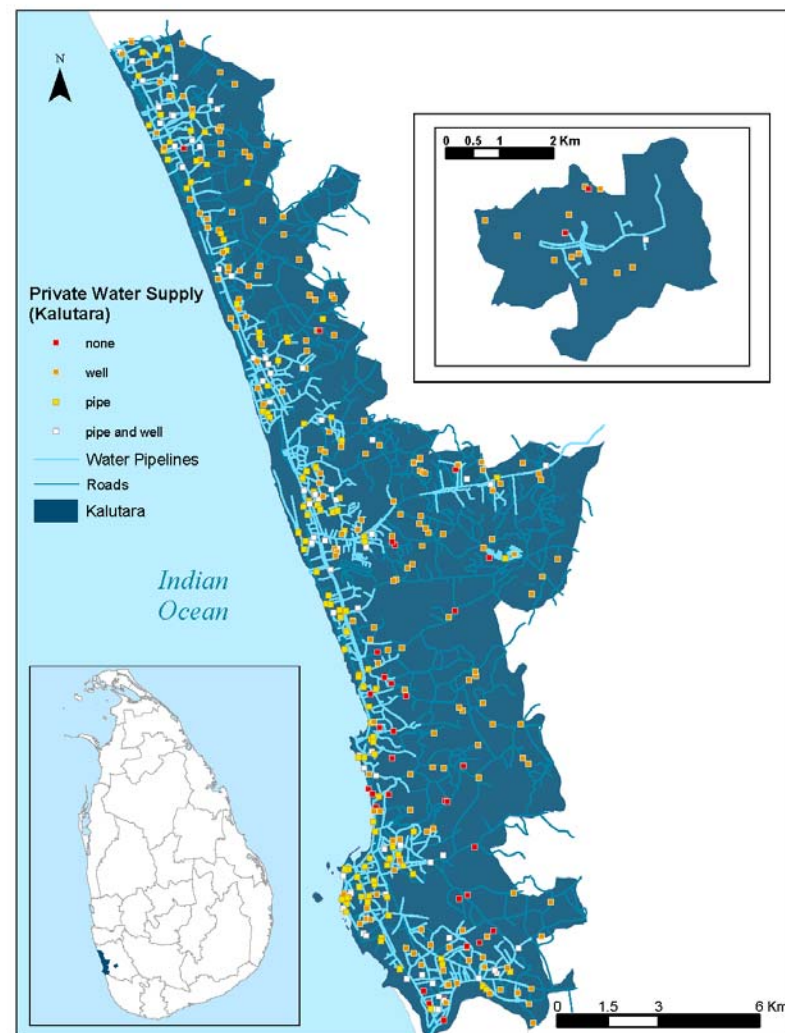 N
0 0.5 1 2 Km
Private Water Supply
(Kalutara)
none
well
pipe
pipe and well
Water Pipelines
Roads
Kalutara
Indian
Ocean
0 1.5 3 6 Km